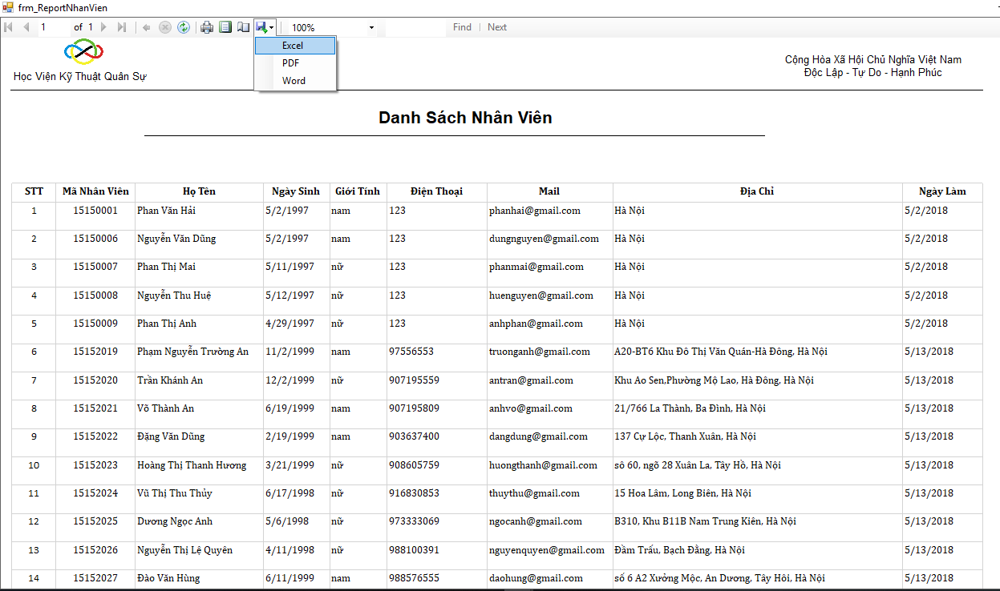 frm_ReportNhanVien
1 of 1 100% Find | Next
Excel
PDF
Word
Học Viện Kỹ Thuật Quân Sự
Cộng Hòa Xã Hội Chủ Nghĩa Việt Nam
Độc Lập - Tự Do - Hạnh Phúc
Danh Sách Nhân Viên
STT Mã Nhân Viên Họ Tên Ngày Sinh Giới Tính Điện Thoại Mail Địa Chỉ Ngày Làm
1 15150001 Phan Văn Hải 5/2/1997 nam 123 phanhai@gmail.com Hà Nội 5/2/2018
2 15150006 Nguyễn Văn Dũng 5/2/1997 nam 123 dungnguyen@gmail.com Hà Nội 5/2/2018
3 15150007 Phan Thị Mai 5/11/1997 nữ 123 phanmai@gmail.com Hà Nội 5/2/2018
4 15150008 Nguyễn Thu Huệ 5/12/1997 nữ 123 huenguyen@gmail.com Hà Nội 5/2/2018
5 15150009 Phan Thị Anh 4/29/1997 nữ 123 anhphan@gmail.com Hà Nội 5/2/2018
6 15152019 Phạm Nguyễn Trường An 11/2/1999 nam 97556553 truonganh@gmail.com A20-BT6 Khu Đô Thị Văn Quán-Hà Đông, Hà Nội 5/13/2018
7 15152020 Trần Khánh An 12/2/1999 nữ 907195559 antran@gmail.com Khu Ao Sen,Phường Mộ Lao, Hà Đông, Hà Nội 5/13/2018
8 15152021 Võ Thành An 6/19/1999 nam 907195809 anhvo@gmail.com 21/766 La Thành, Ba Đình, Hà Nội 5/13/2018
9 15152022 Đặng Văn Dũng 2/19/1999 nam 903637400 dangdung@gmail.com 137 Cự Lộc, Thanh Xuân, Hà Nội 5/13/2018
10 15152023 Hoàng Thị Thanh Hương 3/21/1999 nữ 908605759 huongthanh@gmail.com số 60, ngõ 28 Xuân La, Tây Hồ, Hà Nội 5/13/2018
11 15152024 Vũ Thị Thu Thủy 6/17/1998 nữ 916830853 thuythu@gmail.com 15 Hoa Lâm, Long Biên, Hà Nội 5/13/2018
12 15152025 Dương Ngọc Anh 5/6/1998 nữ 973333069 ngocanh@gmail.com B310, Khu B11B Nam Trung Kiên, Hà Nội 5/13/2018
13 15152026 Nguyễn Thị Lệ Quyên 4/11/1998 nữ 988100391 nguyenquyen@gmail.com Đầm Trấu, Bạch Đằng, Hà Nội 5/13/2018
14 15152027 Đào Văn Hùng 6/11/1999 nam 988576555 daohung@gmail.com số 6 A2 Xưởng Mộc, An Dương, Tây Hôi, Hà Nội 5/13/2018